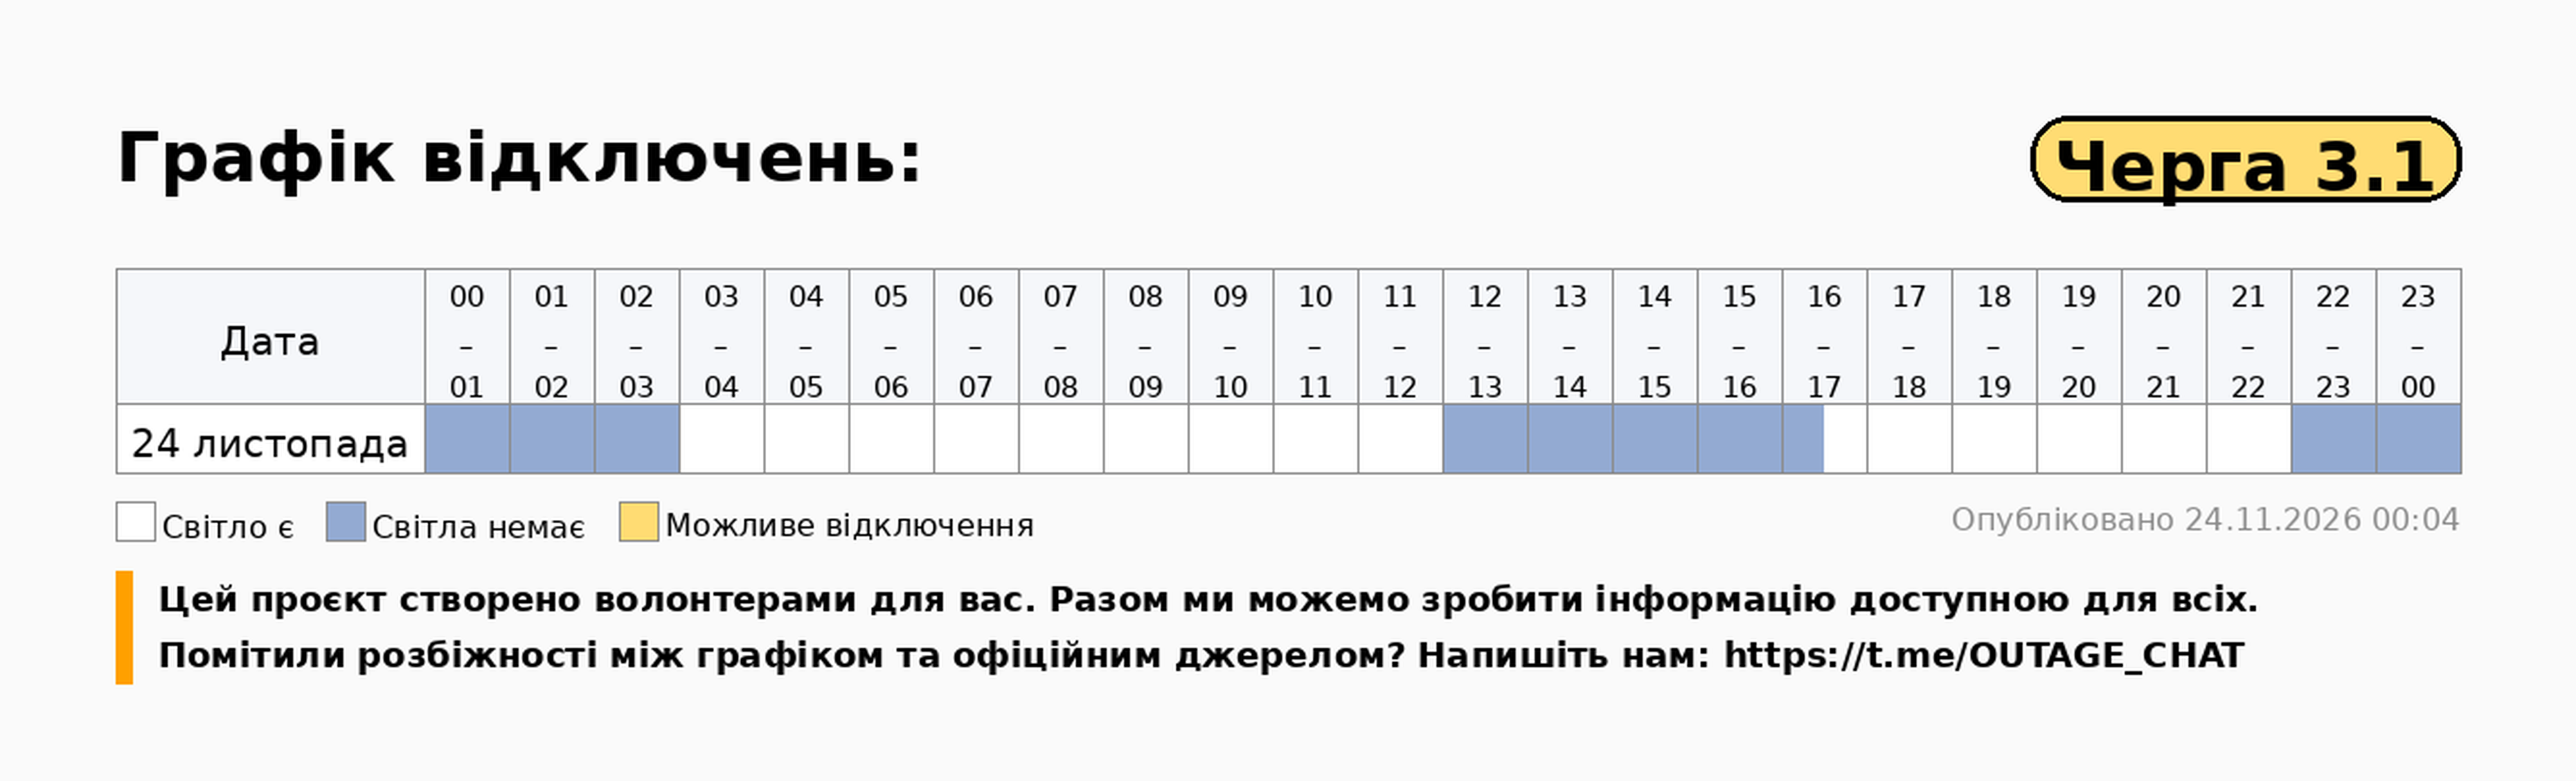 Графік відключень:
Черга 3.1
Дата 00 – 01 01 – 02 02 – 03 03 – 04 04 – 05 05 – 06 06 – 07 07 – 08 08 – 09 09 – 10 10 – 11 11 – 12 12 – 13 13 – 14 14 – 15 15 – 16 16 – 17 17 – 18 18 – 19 19 – 20 20 – 21 21 – 22 22 – 23 23 – 00
24 листопада
Світло є Світла немає Можливе відключення
Опубліковано 24.11.2026 00:04
Цей проєкт створено волонтерами для вас. Разом ми можемо зробити інформацію доступною для всіх.
Помітили розбіжності між графіком та офіційним джерелом? Напишіть нам: https://t.me/OUTAGE_CHAT